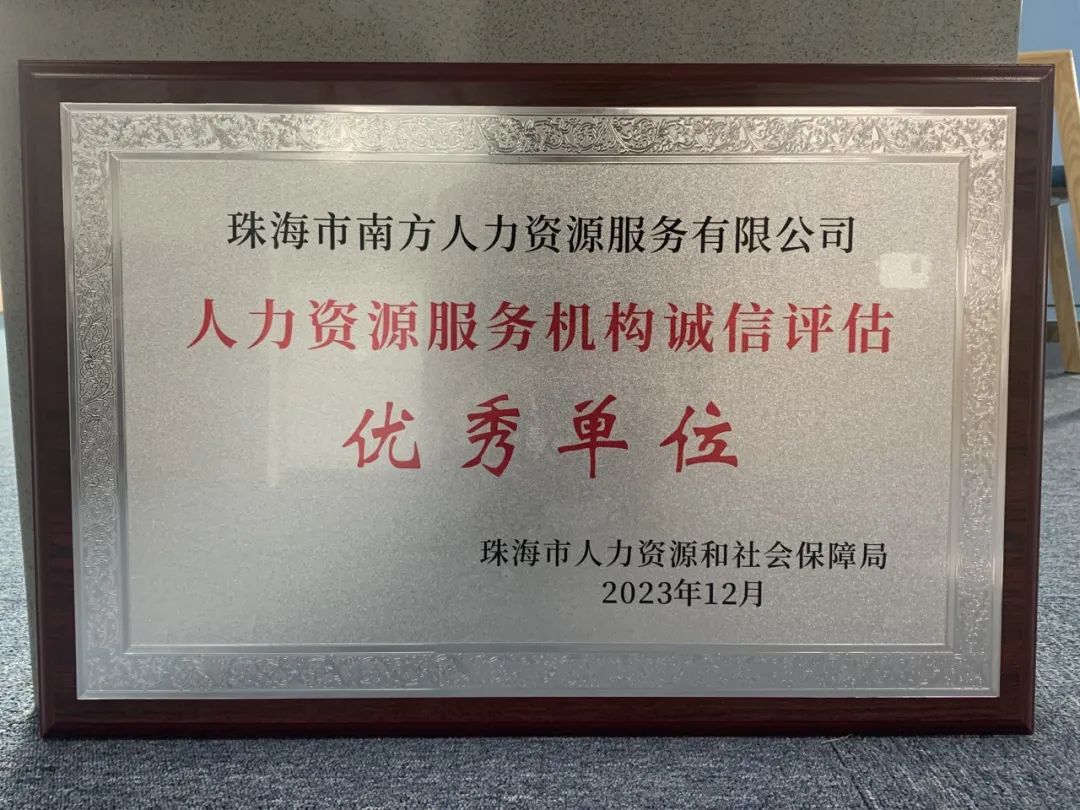 珠海市南方人力资源服务有限公司
人力资源服务机构诚信评估
优秀单位
珠海市人力资源和社会保障局
2023年12月